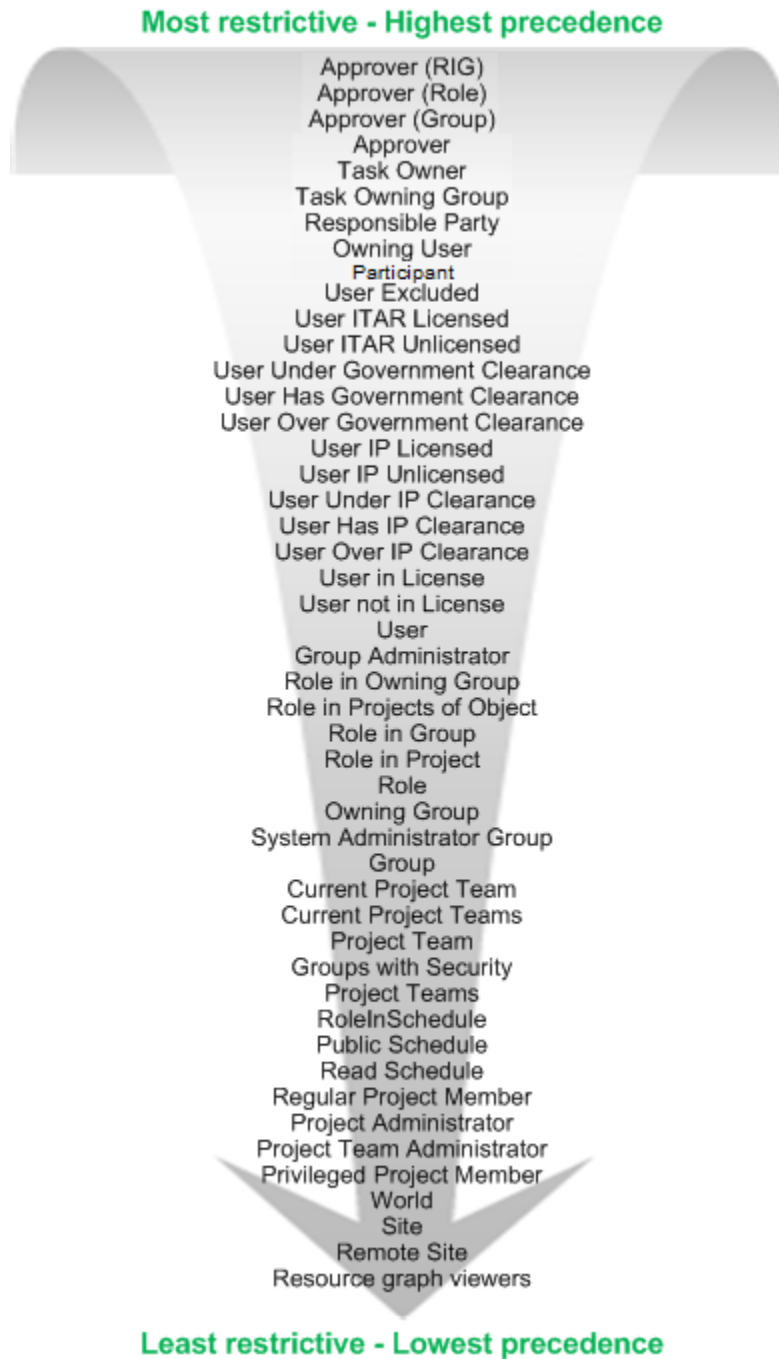 Most restrictive - Highest precedence
Approver (RIG)
Approver (Role)
Approver (Group)
Approver
Task Owner
Task Owning Group
Responsible Party
Owning User
Participant
User Excluded
User ITAR Licensed
User ITAR Unlicensed
User Under Government Clearance
User Has Government Clearance
User Over Government Clearance
User IP Licensed
User IP Unlicensed
User Under IP Clearance
User Has IP Clearance
User Over IP Clearance
User in License
User not in License
User
Group Administrator
Role in Owning Group
Role in Projects of Object
Role in Group
Role in Project
Role
Owning Group
System Administrator Group
Group
Current Project Team
Current Project Teams
Project Team
Groups with Security
Project Teams
RoleInSchedule
Public Schedule
Read Schedule
Regular Project Member
Project Administrator
Project Team Administrator
Privileged Project Member
World
Site
Remote Site
Resource graph viewers
Least restrictive - Lowest precedence